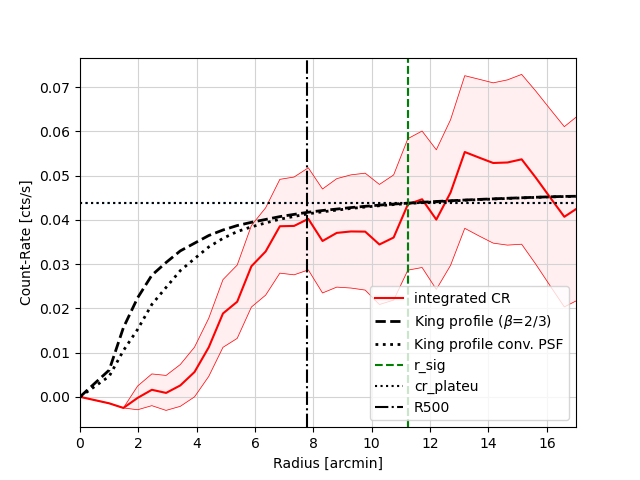 0.07
0.06
0.05
0.04
0.03
0.02
0.01
0.00
Count-Rate [cts/s]
integrated CR
King profile (β=2/3)
King profile conv. PSF
r_sig
cr_plateu
R500
0 2 4 6 8 10 12 14 16
Radius [arcmin]